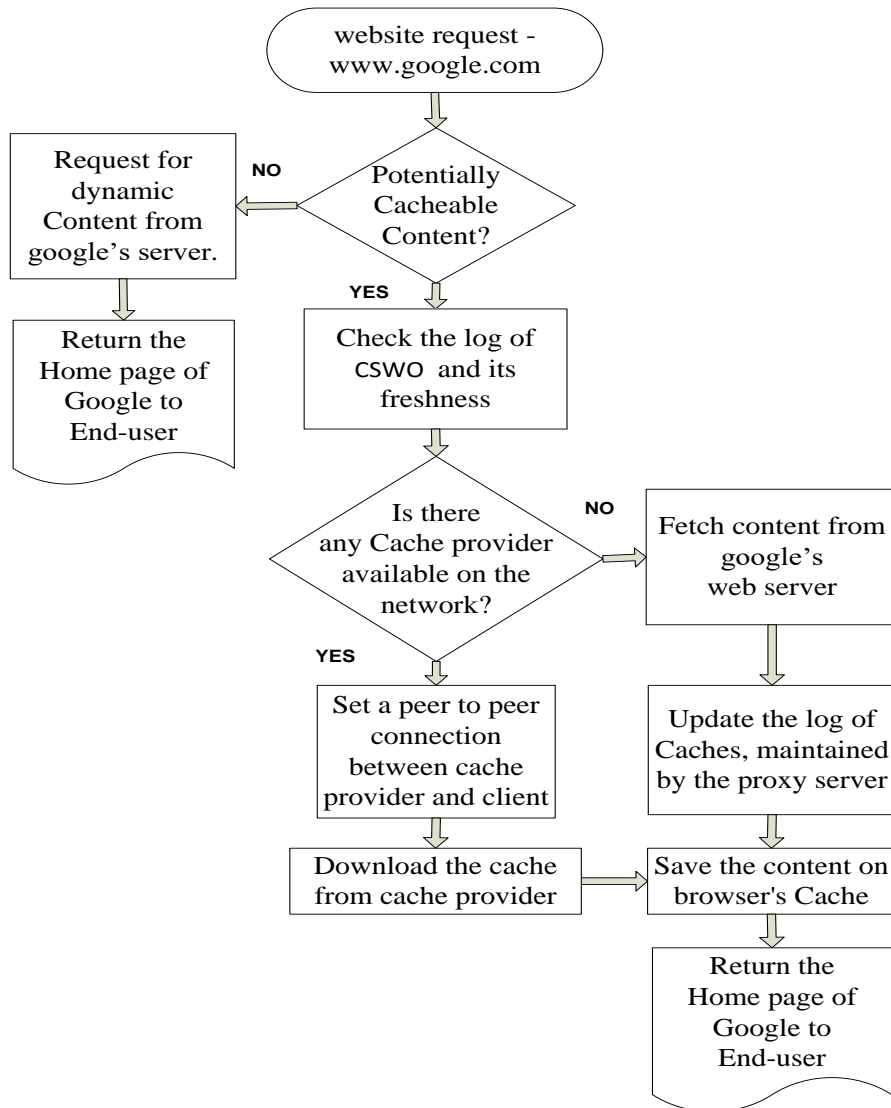 website request -
www.google.com
Potentially
Cacheable
Content?
NO
Request for
dynamic
Content from
google’s server.
Return the
Home page of
Google to
End-user
YES
Check the log of
CSWO and its
freshness
Is there
any Cache provider
available on the
network?
NO
Fetch content from
google’s
web server
Update the log of
Caches, maintained
by the proxy server
YES
Set a peer to peer
connection
between cache
provider and client
Download the cache
from cache provider
Save the content on
browser's Cache
Return the
Home page of
Google to
End-user